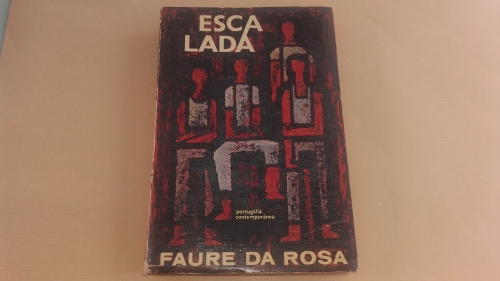 ESCA
LADA
portugália
contemporânea
FAURE DA ROSA